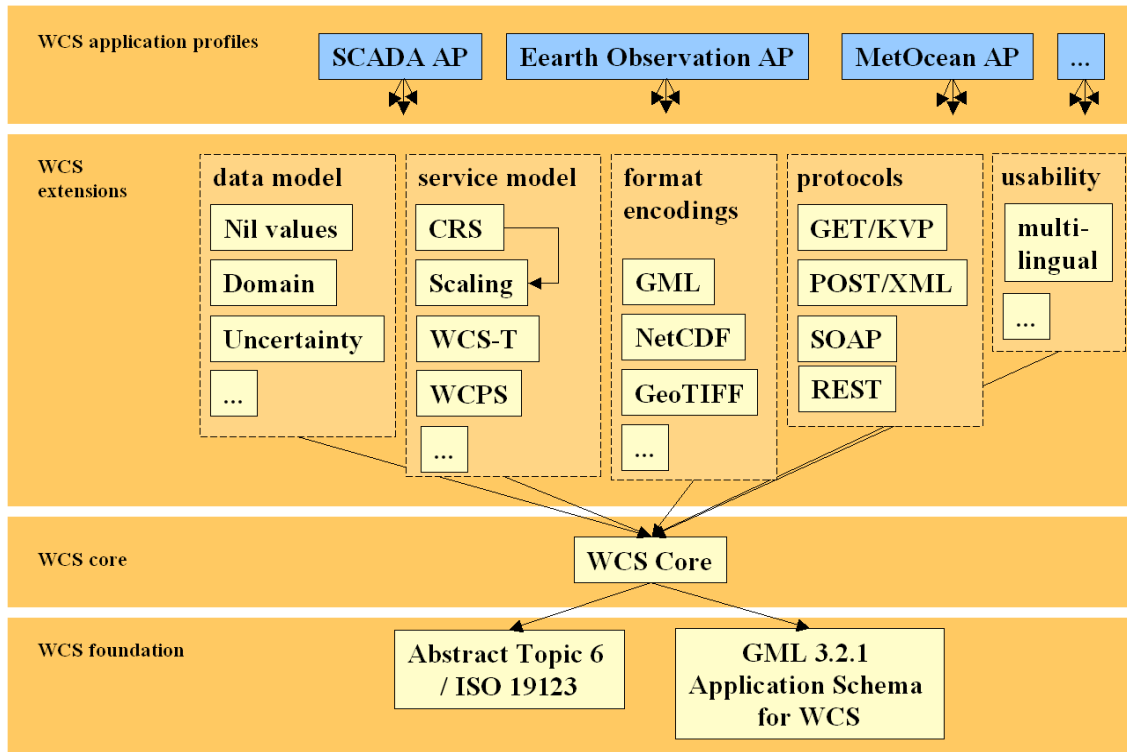 WCS application profiles
SCADA AP
Eearth Observation AP
MetOcean AP
...
WCS
extensions
data model
Nil values
Domain
Uncertainty
...
service model
CRS
Scaling
WCS-T
WCPS
...
format
encodings
GML
NetCDF
GeoTIFF
...
protocols
GET/KVP
POST/XML
SOAP
REST
usability
multi-
lingual
...
WCS core
WCS Core
WCS foundation
Abstract Topic 6
/ ISO 19123
GML 3.2.1
Application Schema
for WCS